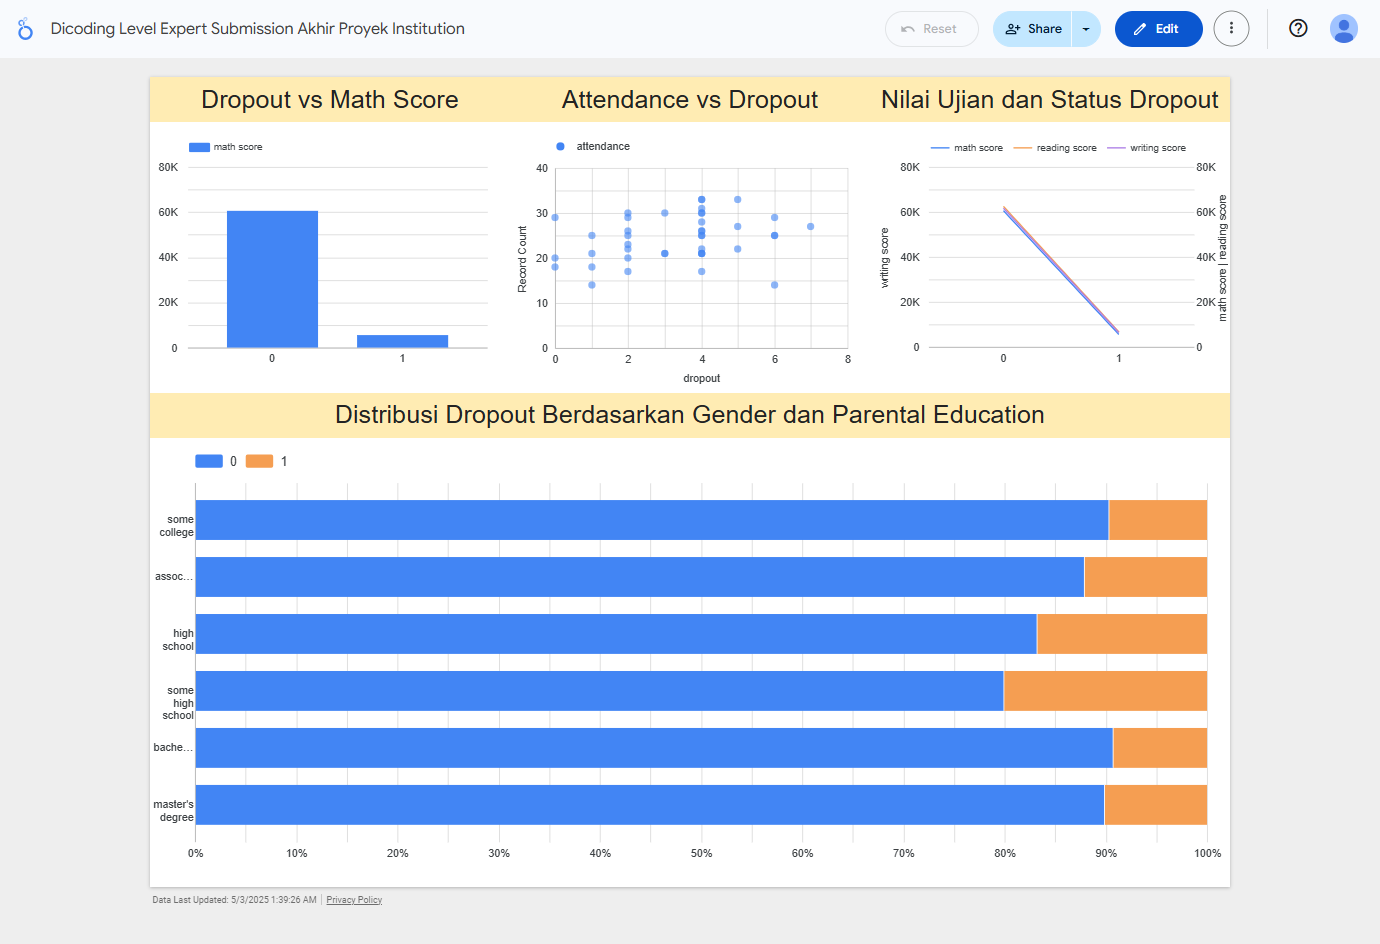 Dicoding Level Expert Submission Akhir Proyek Institution
Reset
Share
Edit
Dropout vs Math Score
Attendance vs Dropout
Nilai Ujian dan Status Dropout
math score
80K
60K
40K
20K
0
0 1
attendance
Record Count
40
30
20
10
0
0 2 4 6 8
dropout
math score reading score writing score
writing score
80K
60K
40K
20K
0
80K
60K
40K
20K
0
math score | reading score
0 1
Distribusi Dropout Berdasarkan Gender dan Parental Education
0 1
some
college
assoc...
high
school
some
high
school
bache...
master's
degree
0% 10% 20% 30% 40% 50% 60% 70% 80% 90% 100%
Data Last Updated: 5/3/2025 1:39:26 AM | Privacy Policy